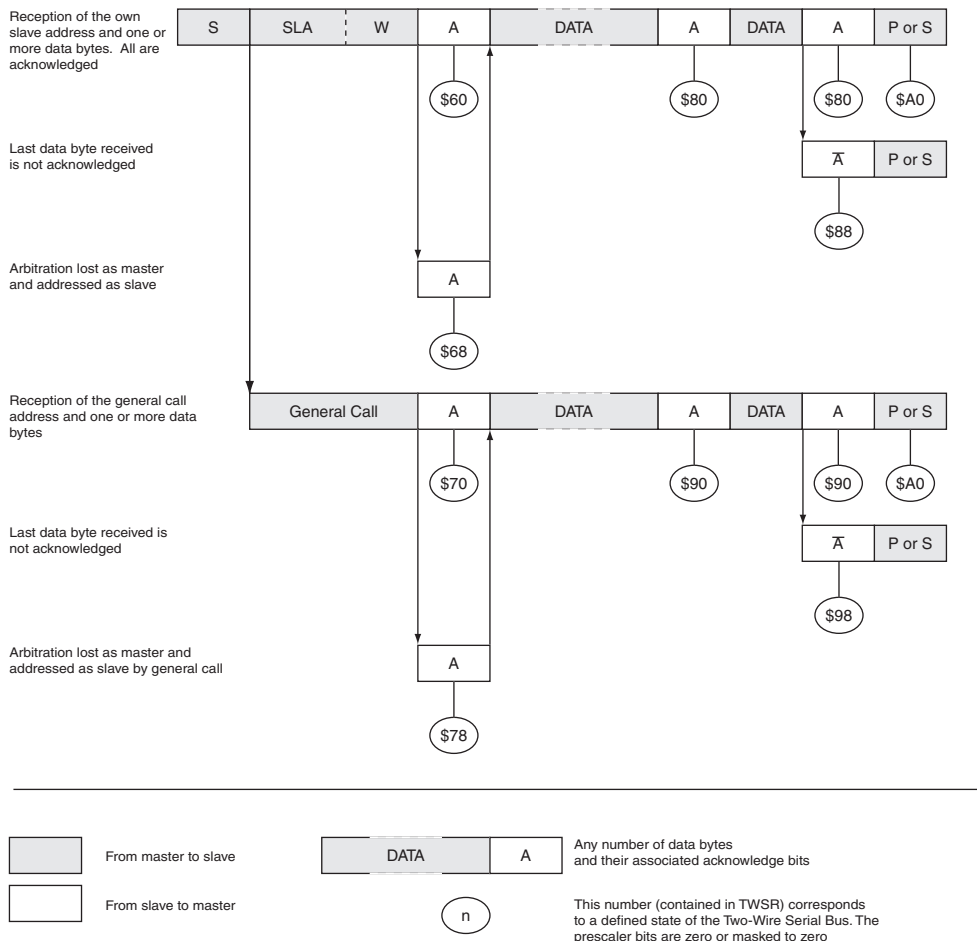 Reception of the own
slave address and one or
more data bytes. All are
acknowledged
S SLA W A DATA A DATA A P or S
$60 $80 $80 $A0
Last data byte received
is not acknowledged
A̅ P or S
$88
Arbitration lost as master
and addressed as slave
A
$68
Reception of the general call
address and one or more data
bytes
General Call A DATA A DATA A P or S
$70 $90 $90 $A0
Last data byte received is
not acknowledged
A̅ P or S
$98
Arbitration lost as master and
addressed as slave by general call
A
$78
From master to slave
DATA A
Any number of data bytes
and their associated acknowledge bits
From slave to master
n
This number (contained in TWSR) corresponds
to a defined state of the Two-Wire Serial Bus. The
prescaler bits are zero or masked to zero